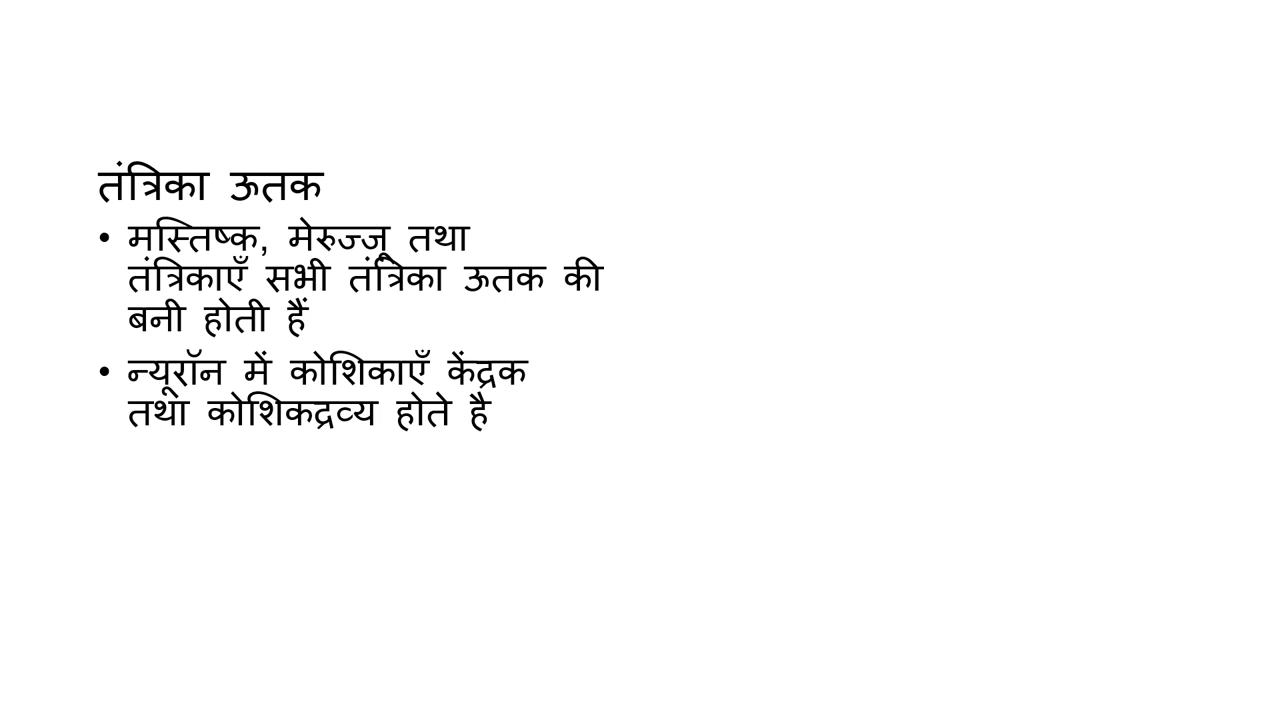 तंत्रिका ऊतक
• मस्तिष्क, मेरुज्जू तथा
तंत्रिकाएँ सभी तंत्रिका ऊतक की
बनी होती हैं
• न्यूरॉन में कोशिकाएँ केंद्रक
तथा कोशिकद्रव्य होते है